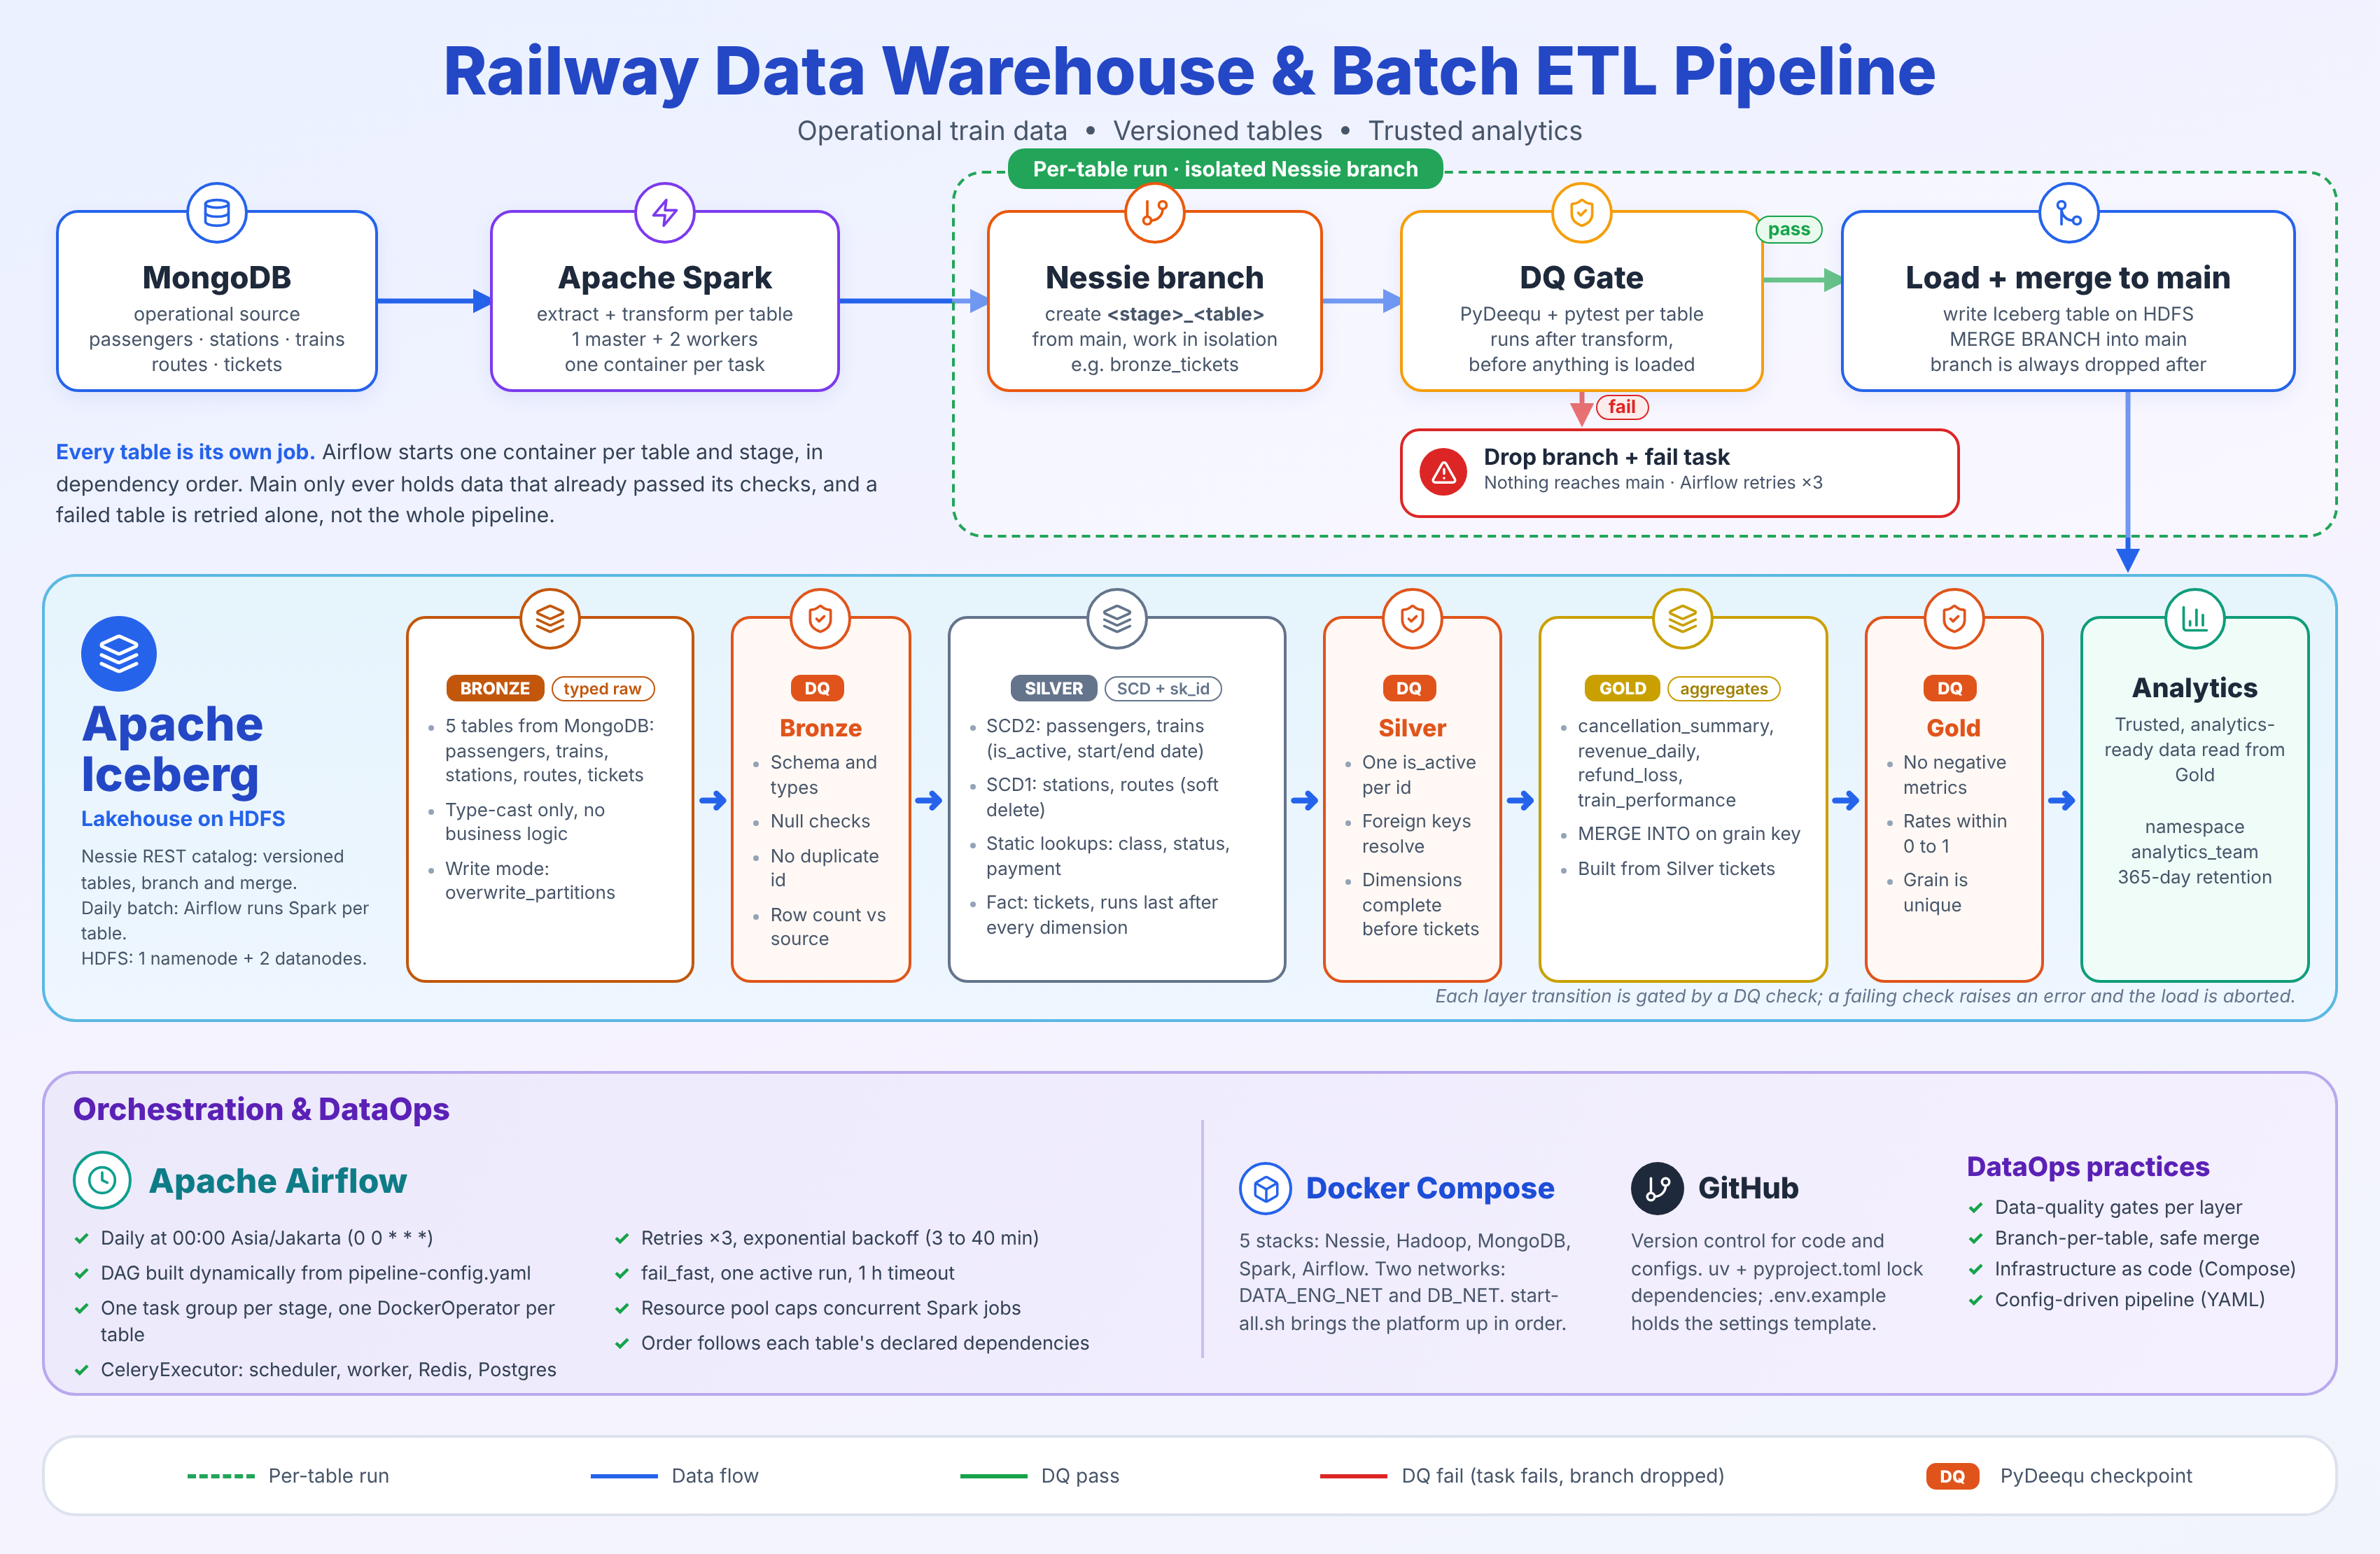 Railway Data Warehouse & Batch ETL Pipeline
Operational train data • Versioned tables • Trusted analytics
Per-table run · isolated Nessie branch
MongoDB
operational source
passengers · stations · trains
routes · tickets
Apache Spark
extract + transform per table
1 master + 2 workers
one container per task
Nessie branch
create <stage>_<table>
from main, work in isolation
e.g. bronze_tickets
DQ Gate
PyDeequ + pytest per table
runs after transform,
before anything is loaded
pass
Load + merge to main
write Iceberg table on HDFS
MERGE BRANCH into main
branch is always dropped after
fail
Drop branch + fail task
Nothing reaches main · Airflow retries ×3
Every table is its own job. Airflow starts one container per table and stage, in
dependency order. Main only ever holds data that already passed its checks, and a
failed table is retried alone, not the whole pipeline.
Apache
Iceberg
Lakehouse on HDFS
Nessie REST catalog: versioned
tables, branch and merge.
Daily batch: Airflow runs Spark per
table.
HDFS: 1 namenode + 2 datanodes.
BRONZE typed raw
5 tables from MongoDB:
passengers, trains,
stations, routes, tickets
Type-cast only, no
business logic
Write mode:
overwrite_partitions
DQ
Bronze
Schema and
types
Null checks
No duplicate
id
Row count vs
source
SILVER SCD + sk_id
SCD2: passengers, trains
(is_active, start/end date)
SCD1: stations, routes (soft
delete)
Static lookups: class, status,
payment
Fact: tickets, runs last after
every dimension
DQ
Silver
One is_active
per id
Foreign keys
resolve
Dimensions
complete
before tickets
GOLD aggregates
cancellation_summary,
revenue_daily,
refund_loss,
train_performance
MERGE INTO on grain key
Built from Silver tickets
DQ
Gold
No negative
metrics
Rates within
0 to 1
Grain is
unique
Analytics
Trusted, analytics-
ready data read from
Gold
namespace
analytics_team
365-day retention
Each layer transition is gated by a DQ check; a failing check raises an error and the load is aborted.
Orchestration & DataOps
Apache Airflow
Daily at 00:00 Asia/Jakarta (0 0 * * *)
DAG built dynamically from pipeline-config.yaml
One task group per stage, one DockerOperator per
table
CeleryExecutor: scheduler, worker, Redis, Postgres
Retries ×3, exponential backoff (3 to 40 min)
fail_fast, one active run, 1 h timeout
Resource pool caps concurrent Spark jobs
Order follows each table's declared dependencies
Docker Compose
5 stacks: Nessie, Hadoop, MongoDB,
Spark, Airflow. Two networks:
DATA_ENG_NET and DB_NET. start-
all.sh brings the platform up in order.
GitHub
Version control for code and
configs. uv + pyproject.toml lock
dependencies; .env.example
holds the settings template.
DataOps practices
Data-quality gates per layer
Branch-per-table, safe merge
Infrastructure as code (Compose)
Config-driven pipeline (YAML)
Per-table run
Data flow
DQ pass
DQ fail (task fails, branch dropped)
DQ PyDeequ checkpoint